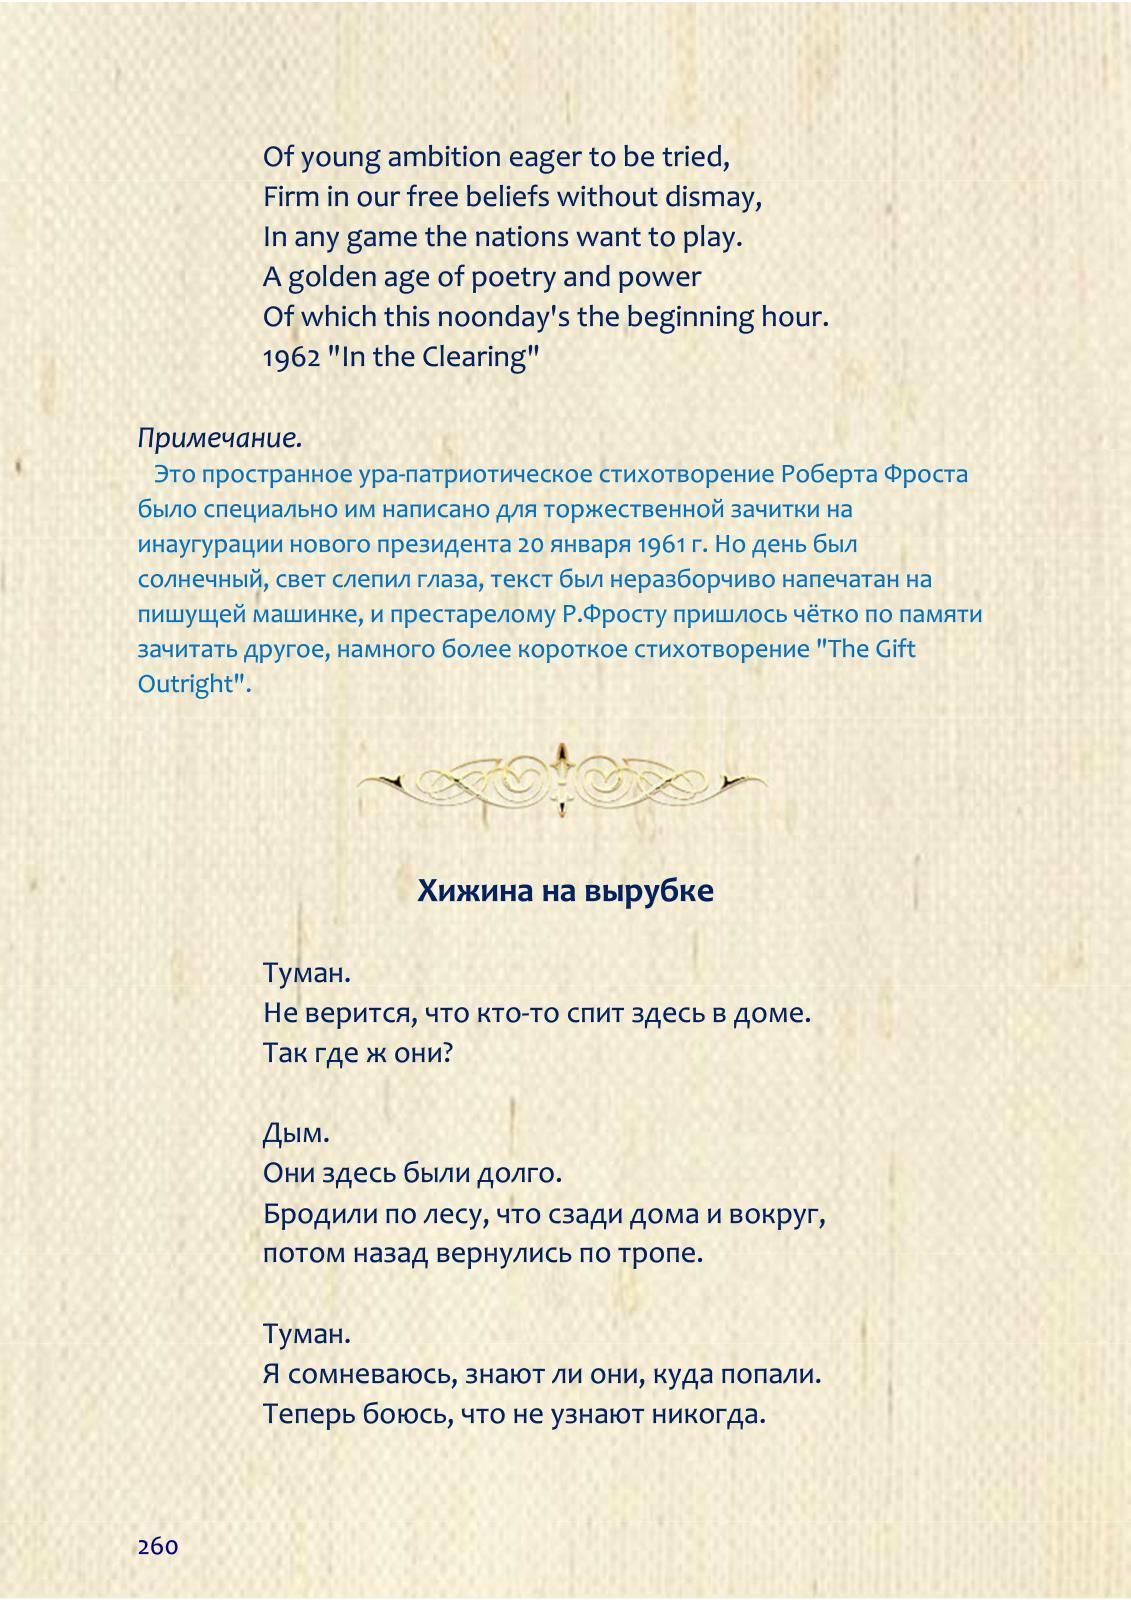 Of young ambition eager to be tried,
Firm in our free beliefs without dismay,
In any game the nations want to play.
A golden age of poetry and power
Of which this noonday's the beginning hour.
1962 "In the Clearing"
Примечание.
Это пространное ура-патриотическое стихотворение Роберта Фроста
было специально им написано для торжественной зачитки на
инаугурации нового президента 20 января 1961 г. Но день был
солнечный, свет слепил глаза, текст был неразборчиво напечатан на
пишущей машинке, и престарелому Р.Фросту пришлось чётко по памяти
зачитать другое, намного более короткое стихотворение "The Gift
Outright".
Хижина на вырубке
Туман.
Не верится, что кто-то спит здесь в доме.
Так где ж они?
Дым.
Они здесь были долго.
Бродили по лесу, что сзади дома и вокруг,
потом назад вернулись по тропе.
Туман.
Я сомневаюсь, знают ли они, куда попали.
Теперь боюсь, что не узнают никогда.
260